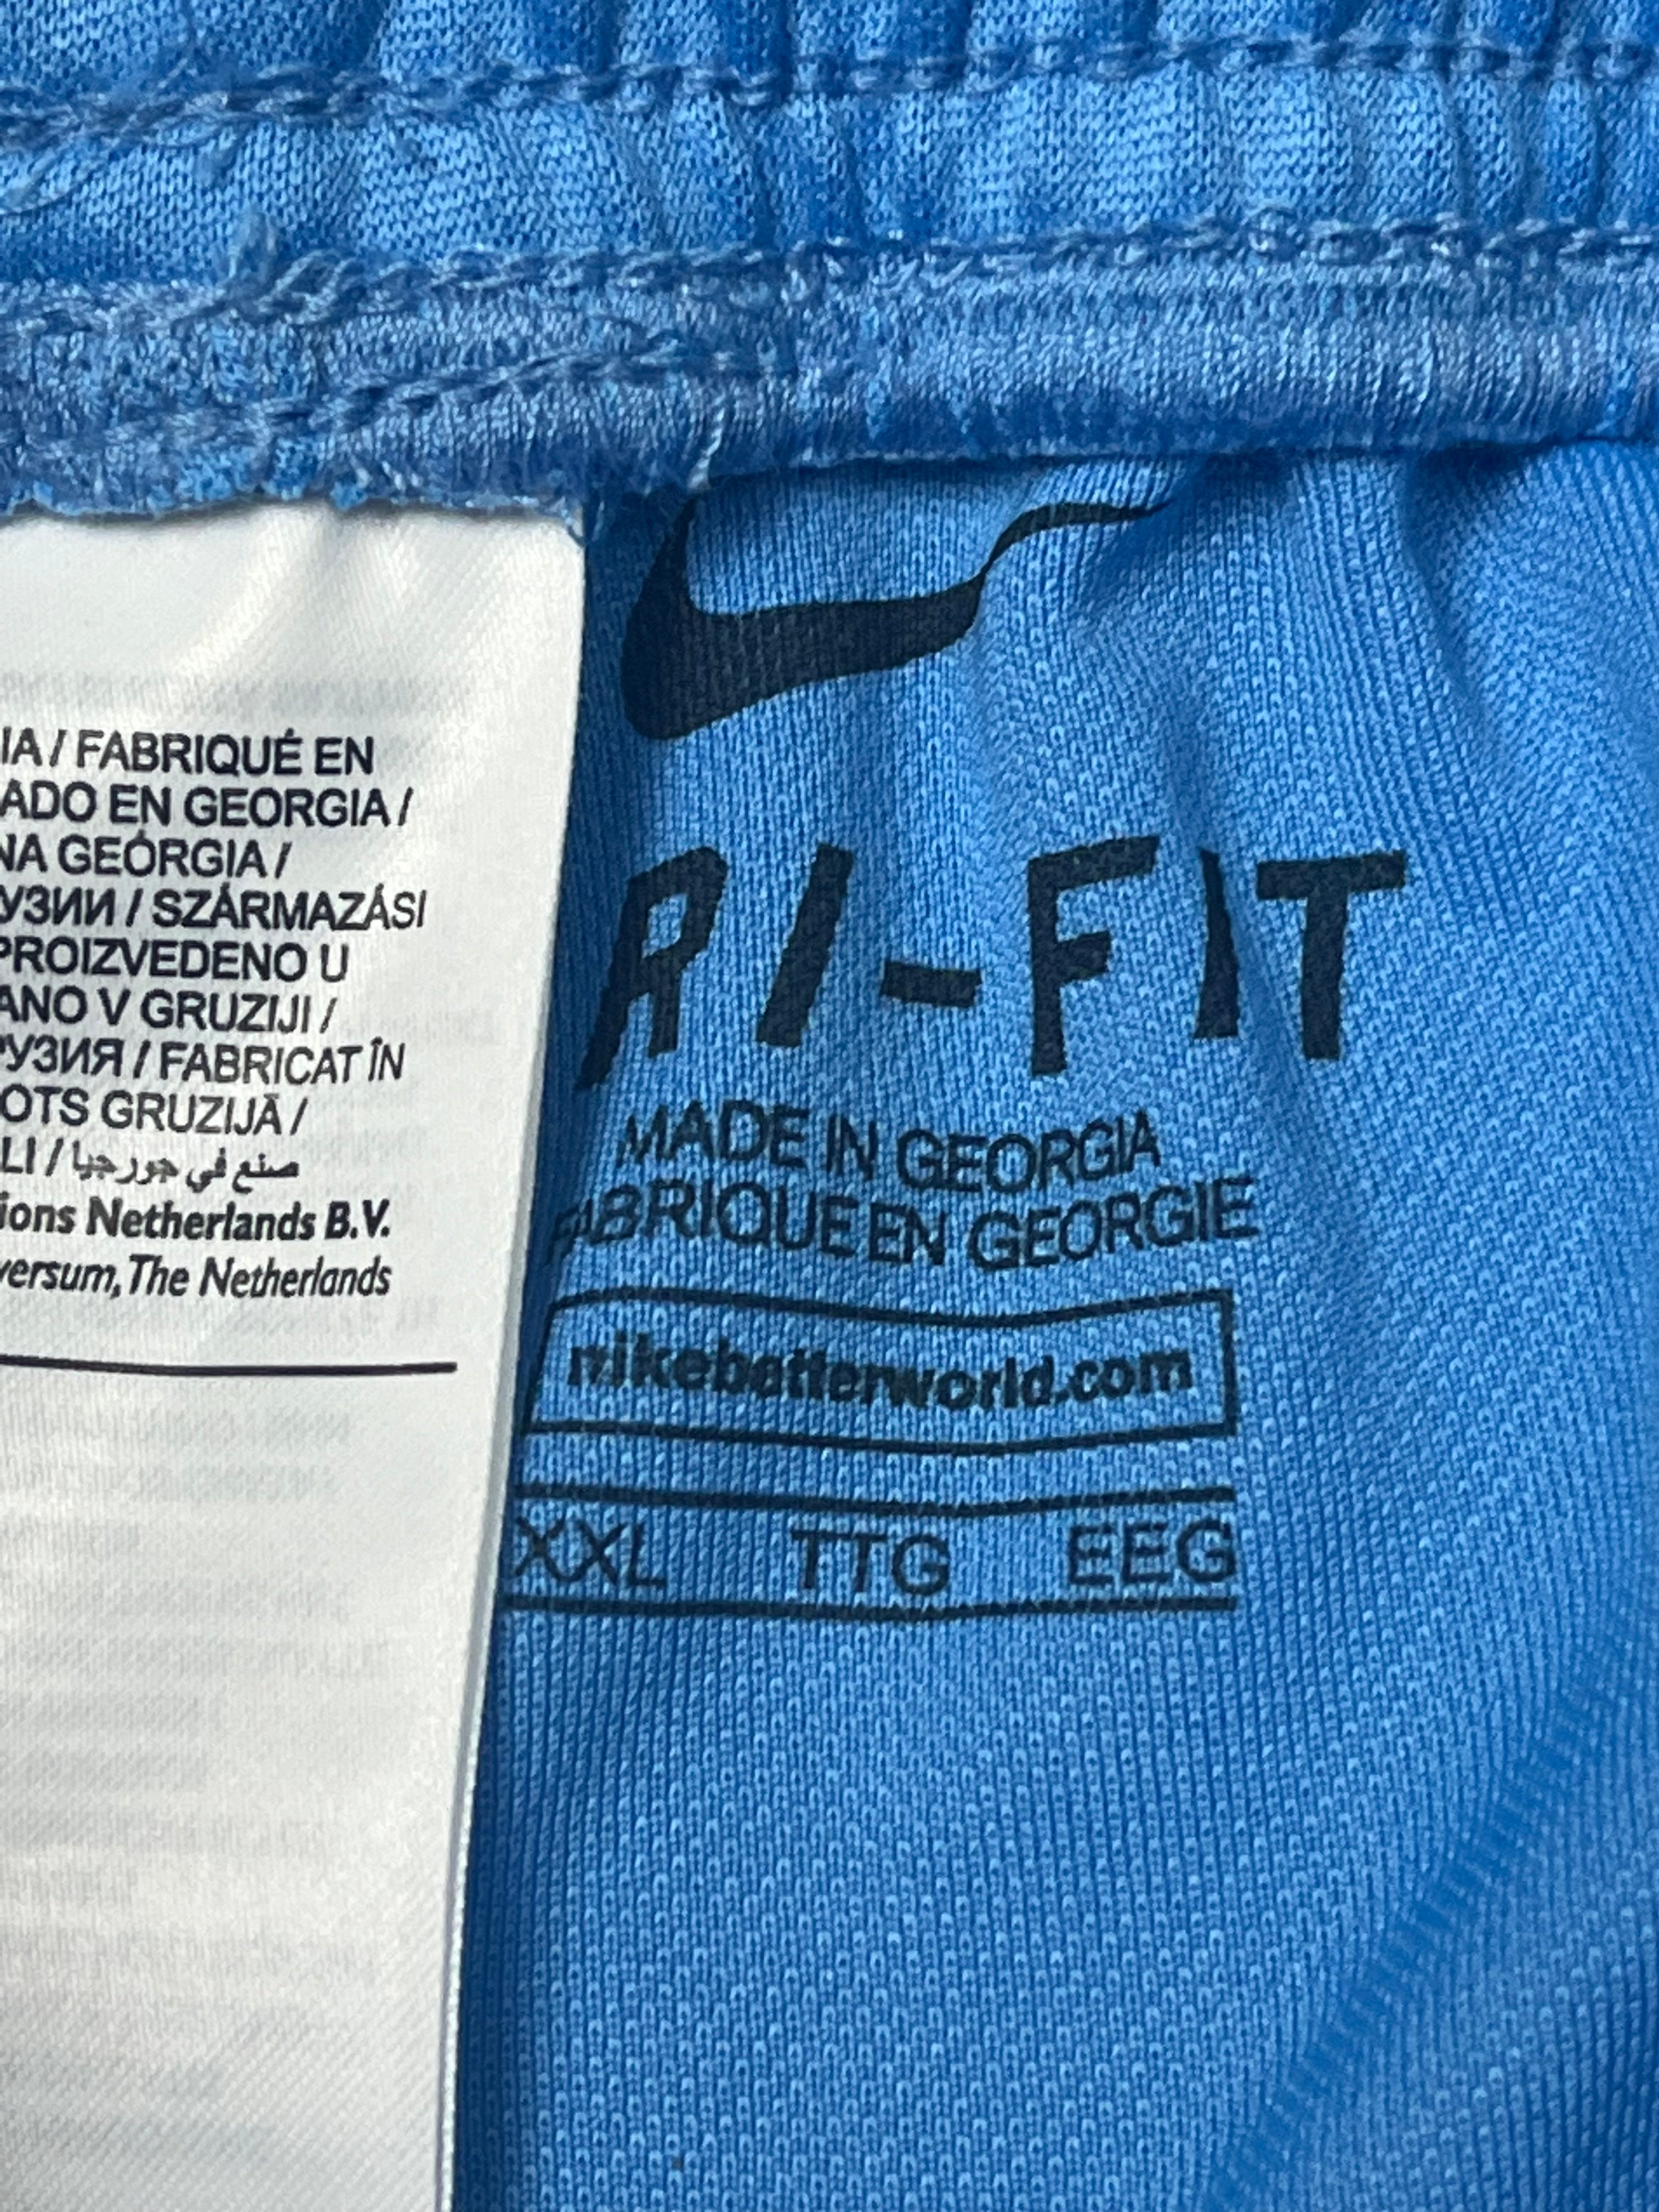 IA / FABRIQUÉ EN
ADO EN GEORGIA /
NA GEÓRGIA /
УЗИИ / SZÁRMAZÁSI
PROIZVEDENO U
ANO V GRUZIJI /
РУЗИЯ / FABRICAT ÎN
OTS GRUZIJĀ /
LI / صنع في جورجيا
ions Netherlands B.V.
versum, The Netherlands
RI-FIT
MADE IN GEORGIA
FABRIQUE EN GEORGIE
nikebetterworld.com
XXL TTG EEG